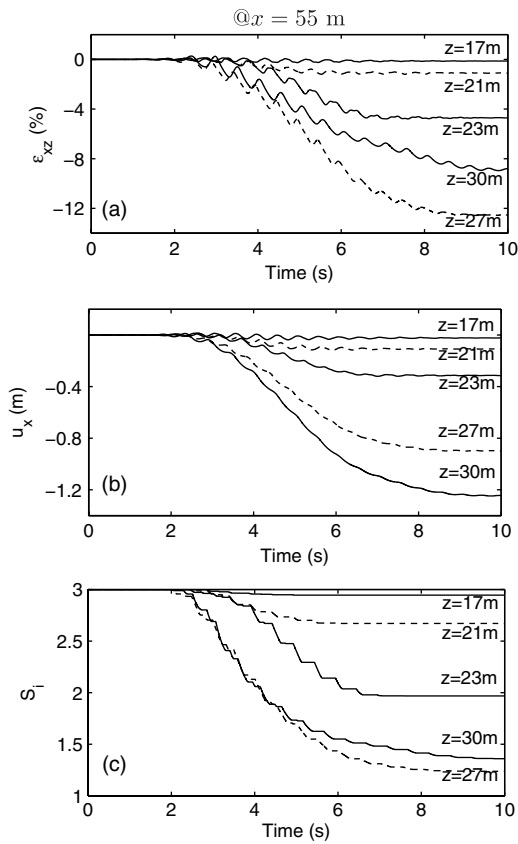 @x = 55 m
0
−4
−8
−12
ε_xz (%)
z=17m
z=21m
z=23m
z=30m
z=27m
(a)
0 2 4 6 8 10
Time (s)
−0.4
−0.8
−1.2
u_x (m)
z=17m
z=21m
z=23m
z=27m
z=30m
(b)
0 2 4 6 8 10
Time (s)
3
2.5
2
1.5
1
S_i
z=17m
z=21m
z=23m
z=30m
z=27m
(c)
0 2 4 6 8 10
Time (s)